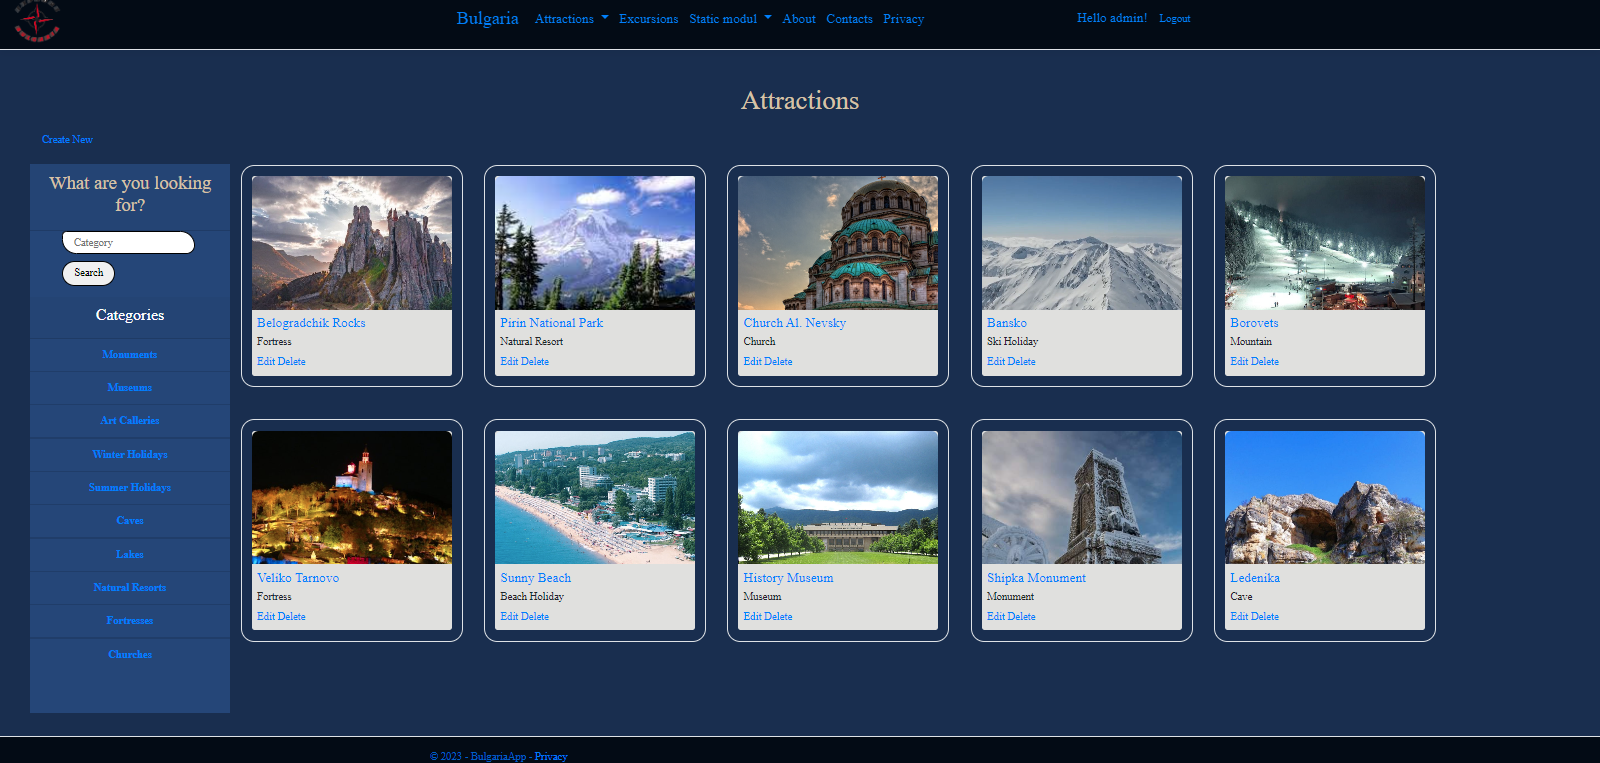 Bulgaria Attractions Excursions Static modul About Contacts Privacy Hello admin! Logout
Attractions
Create New
What are you looking
for?
Category
Search
Categories
Monuments
Museums
Art Calleries
Winter Holidays
Summer Holidays
Caves
Lakes
Natural Resorts
Fortresses
Churches
Belogradchik Rocks
Fortress
Edit Delete
Pirin National Park
Natural Resort
Edit Delete
Church Al. Nevsky
Church
Edit Delete
Bansko
Ski Holiday
Edit Delete
Borovets
Mountain
Edit Delete
Veliko Tarnovo
Fortress
Edit Delete
Sunny Beach
Beach Holiday
Edit Delete
History Museum
Museum
Edit Delete
Shipka Monument
Monument
Edit Delete
Ledenika
Cave
Edit Delete
© 2023 - BulgariaApp - Privacy